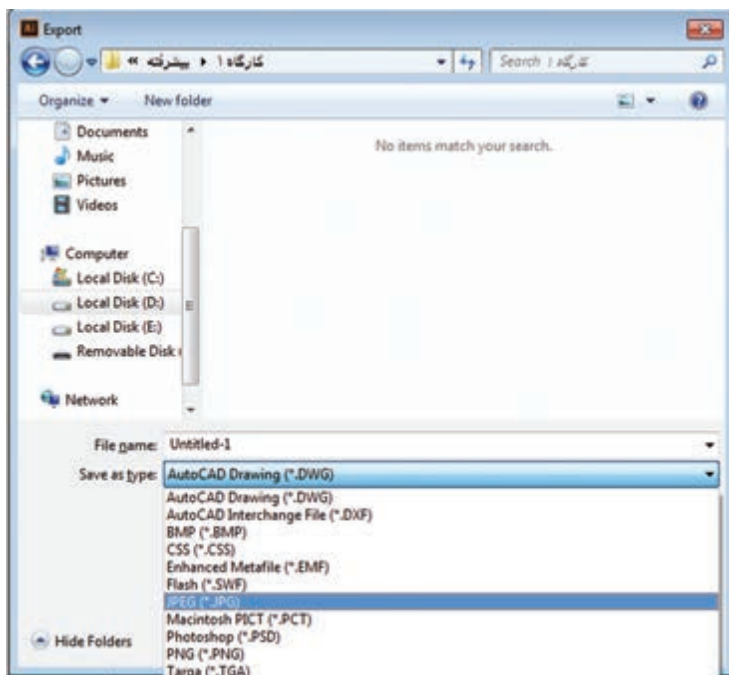 Ai Export
« پیشرفته ▸ کارگاه ۱
Search کارگاه ۱
Organize
New folder
Documents
Music
Pictures
Videos
No items match your search.
Computer
Local Disk (C:)
Local Disk (D:)
Local Disk (E:)
Removable Disk
Network
File name: Untitled-1
Save as type: AutoCAD Drawing (*.DWG)
AutoCAD Drawing (*.DWG)
AutoCAD Interchange File (*.DXF)
BMP (*.BMP)
CSS (*.CSS)
Enhanced Metafile (*.EMF)
Flash (*.SWF)
JPEG (*.JPG)
Macintosh PICT (*.PCT)
Photoshop (*.PSD)
PNG (*.PNG)
Targa (*.TGA)
Hide Folders